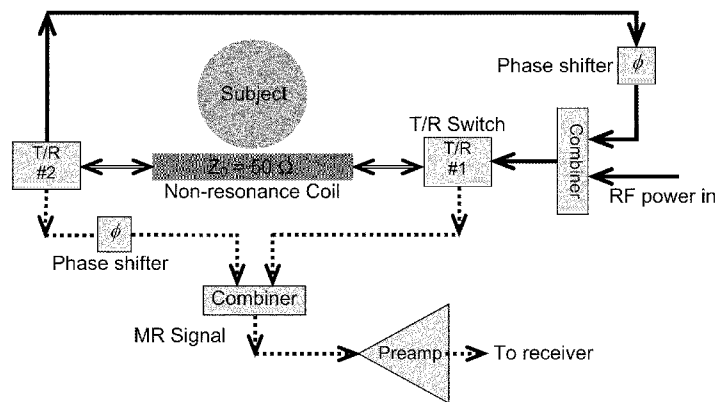 Phase shifter
ϕ
Subject
T/R Switch
T/R
#2
Z₀ = 50 Ω
T/R
#1
Combiner
Non-resonance Coil
RF power in
ϕ
Phase shifter
Combiner
MR Signal
Preamp
To receiver